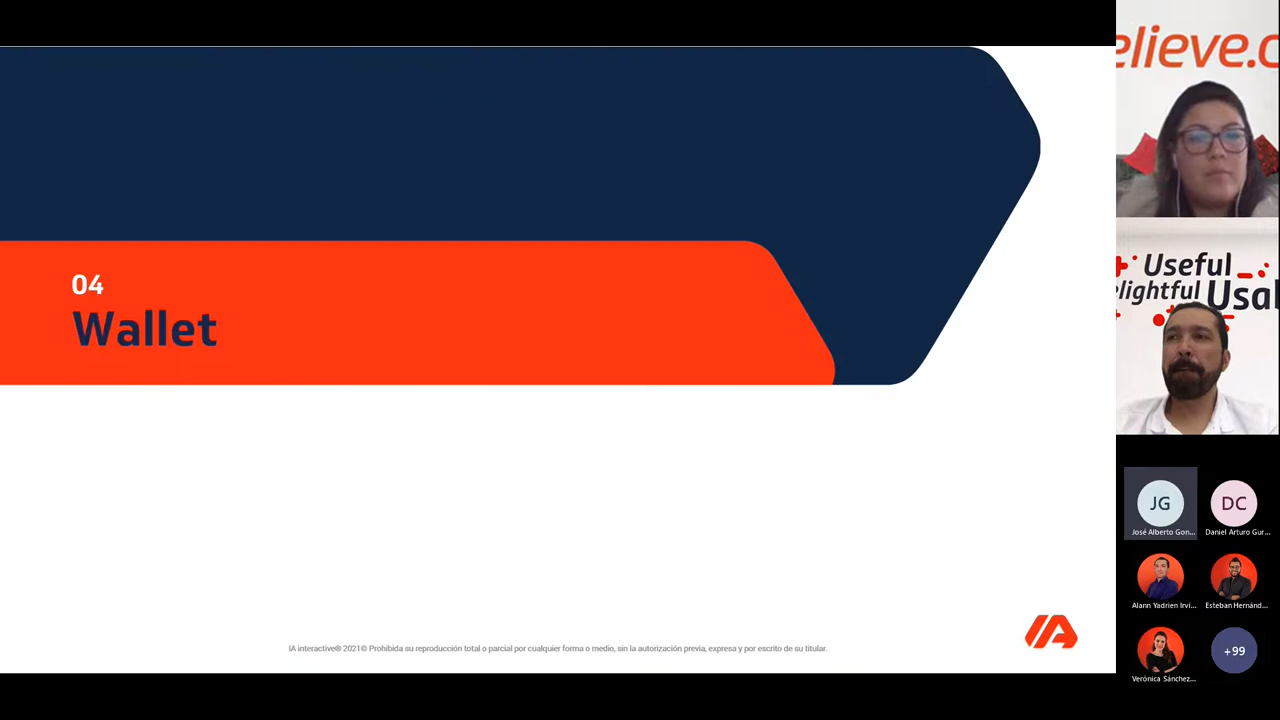 04
Wallet
IA interactive® 2021© Prohibida su reproducción total o parcial por cualquier forma o medio, sin la autorización previa, expresa y por escrito de su titular.
IA
elieve.c
Useful
elightful Usal
JG
José Alberto Gon...
DC
Daniel Arturo Gur...
Alann Yadrien Irvi...
Esteban Hernánd...
Verónica Sánchez...
+99